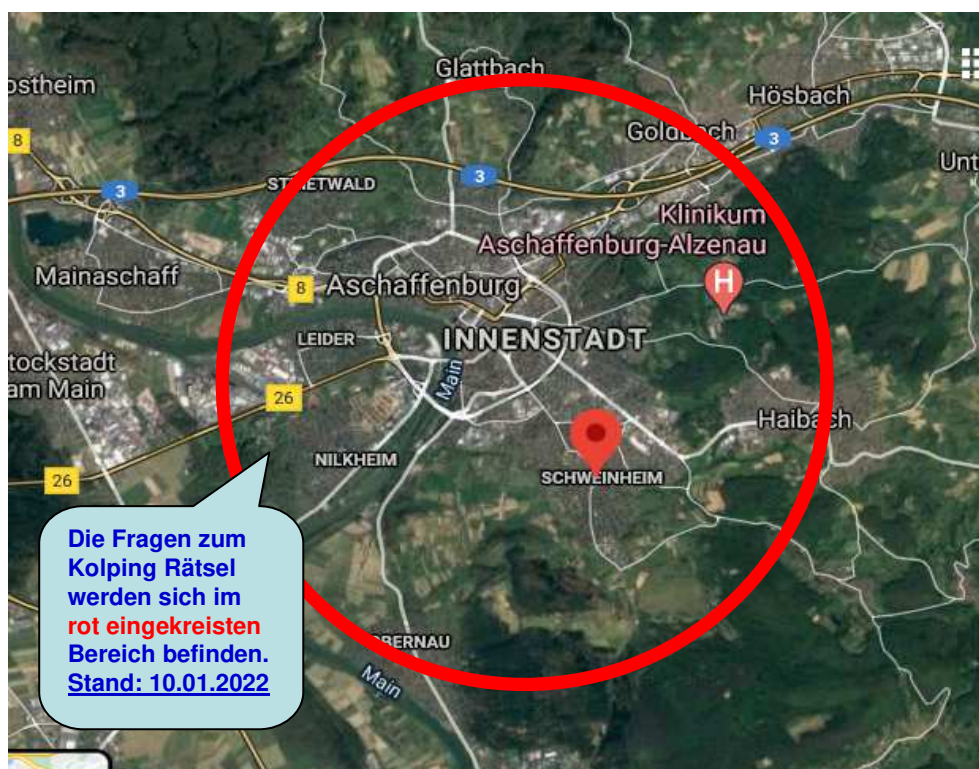 Glattbach
ostheim
Hösbach
8
Goldbach
3
3
3
Unt
STRIETWALD
Klinikum
Aschaffenburg-Alzenau
H
Mainaschaff
8
Aschaffenburg
LEIDER
INNENSTADT
tockstadt
am Main
Main
26
Haibach
NILKHEIM
26
SCHWEINHEIM
Die Fragen zum
Kolping Rätsel
werden sich im
rot eingekreisten
Bereich befinden.
Stand: 10.01.2022
OBERNAU
Main